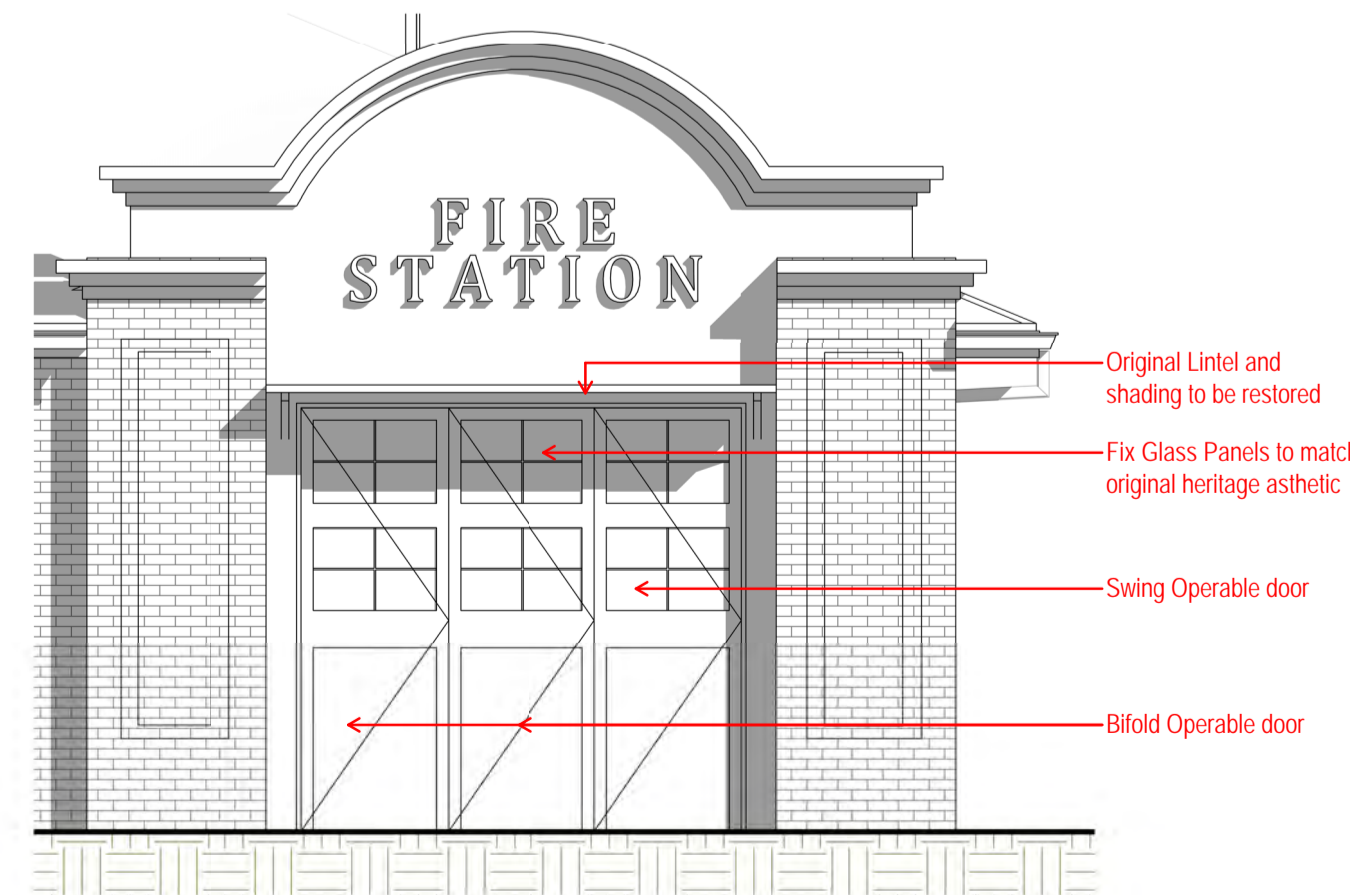 FIRE
STATION
Original Lintel and
shading to be restored
Fix Glass Panels to match
original heritage asthetic
Swing Operable door
Bifold Operable door